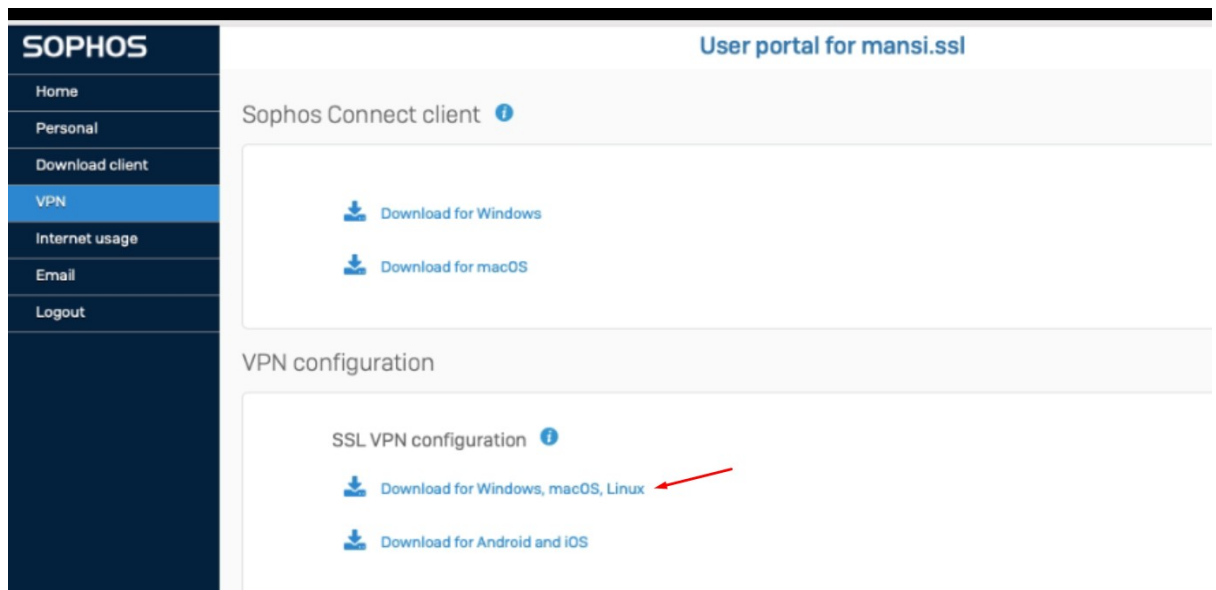 SOPHOS
User portal for mansi.ssl
Home
Personal
Download client
VPN
Internet usage
Email
Logout
Sophos Connect client
Download for Windows
Download for macOS
VPN configuration
SSL VPN configuration
Download for Windows, macOS, Linux
Download for Android and iOS